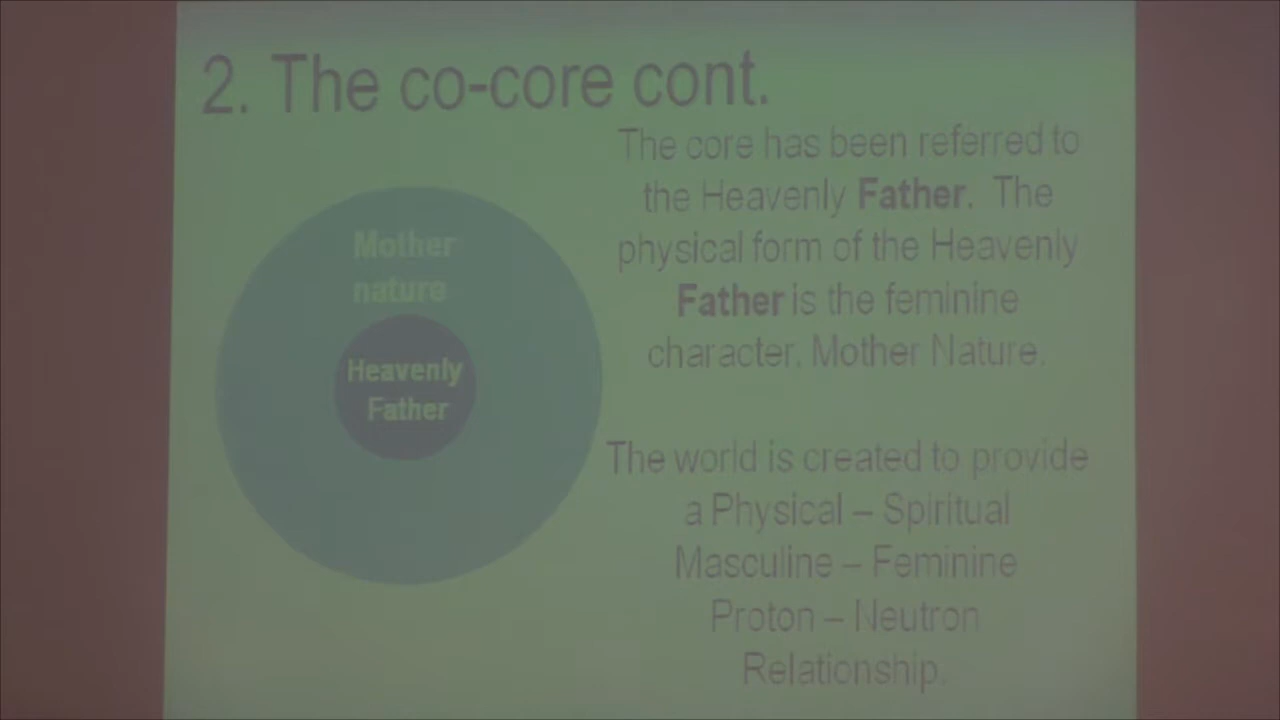 2. The co-core cont.
Mother
nature
Heavenly
Father
The core has been referred to
the Heavenly Father. The
physical form of the Heavenly
Father is the feminine
character, Mother Nature.
The world is created to provide
a Physical – Spiritual
Masculine – Feminine
Proton – Neutron
Relationship.